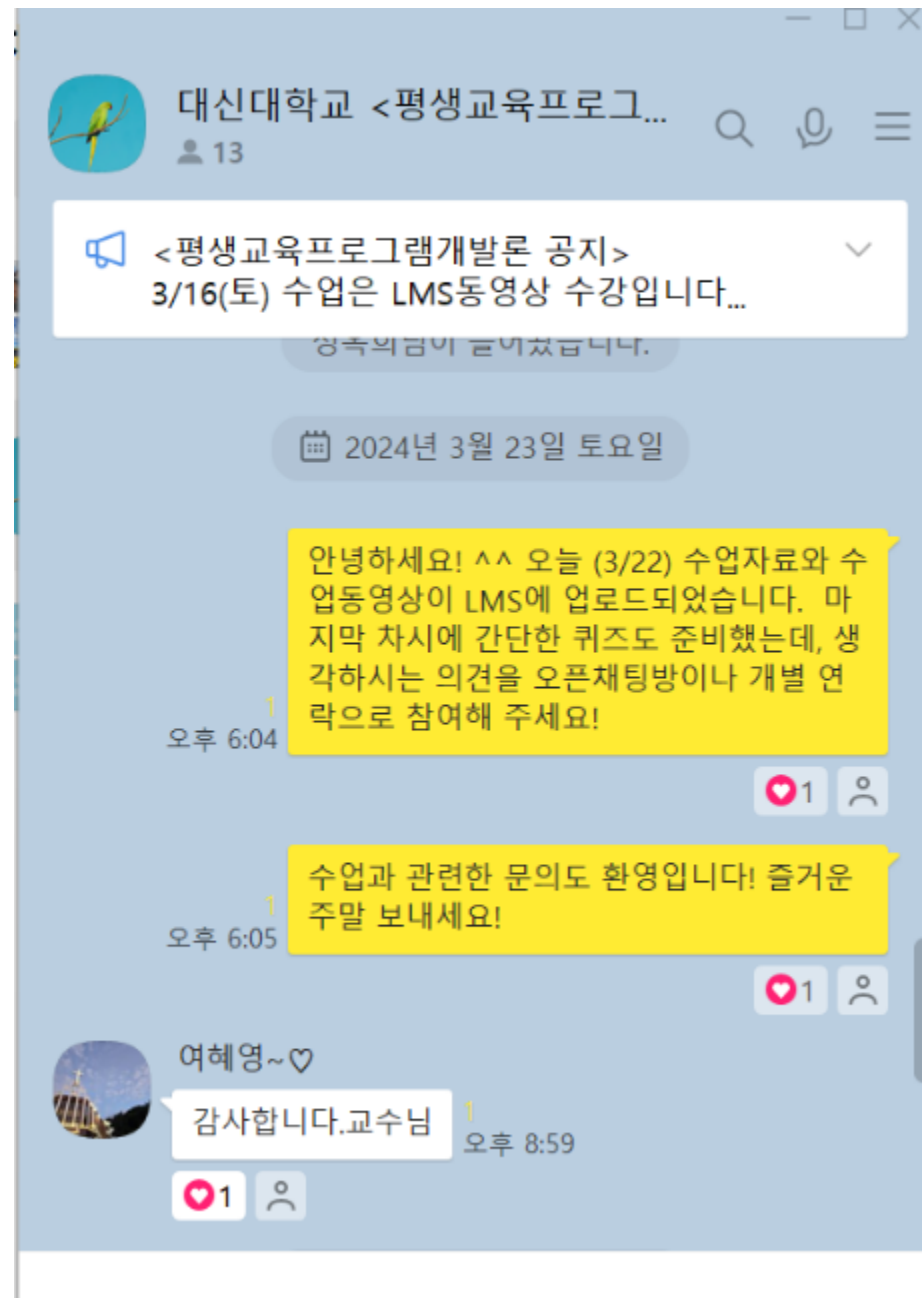 대신대학교 <평생교육프로그...
13
<평생교육프로그램개발론 공지>
3/16(토) 수업은 LMS동영상 수강입니다...
님이 들어왔습니다.
2024년 3월 23일 토요일
안녕하세요! ^^ 오늘 (3/22) 수업자료와 수
업동영상이 LMS에 업로드되었습니다. 마
지막 차시에 간단한 퀴즈도 준비했는데, 생
각하시는 의견을 오픈채팅방이나 개별 연
락으로 참여해 주세요!
1
오후 6:04
1
수업과 관련한 문의도 환영입니다! 즐거운
주말 보내세요!
1
오후 6:05
1
여혜영~♡
감사합니다.교수님
1
오후 8:59
1